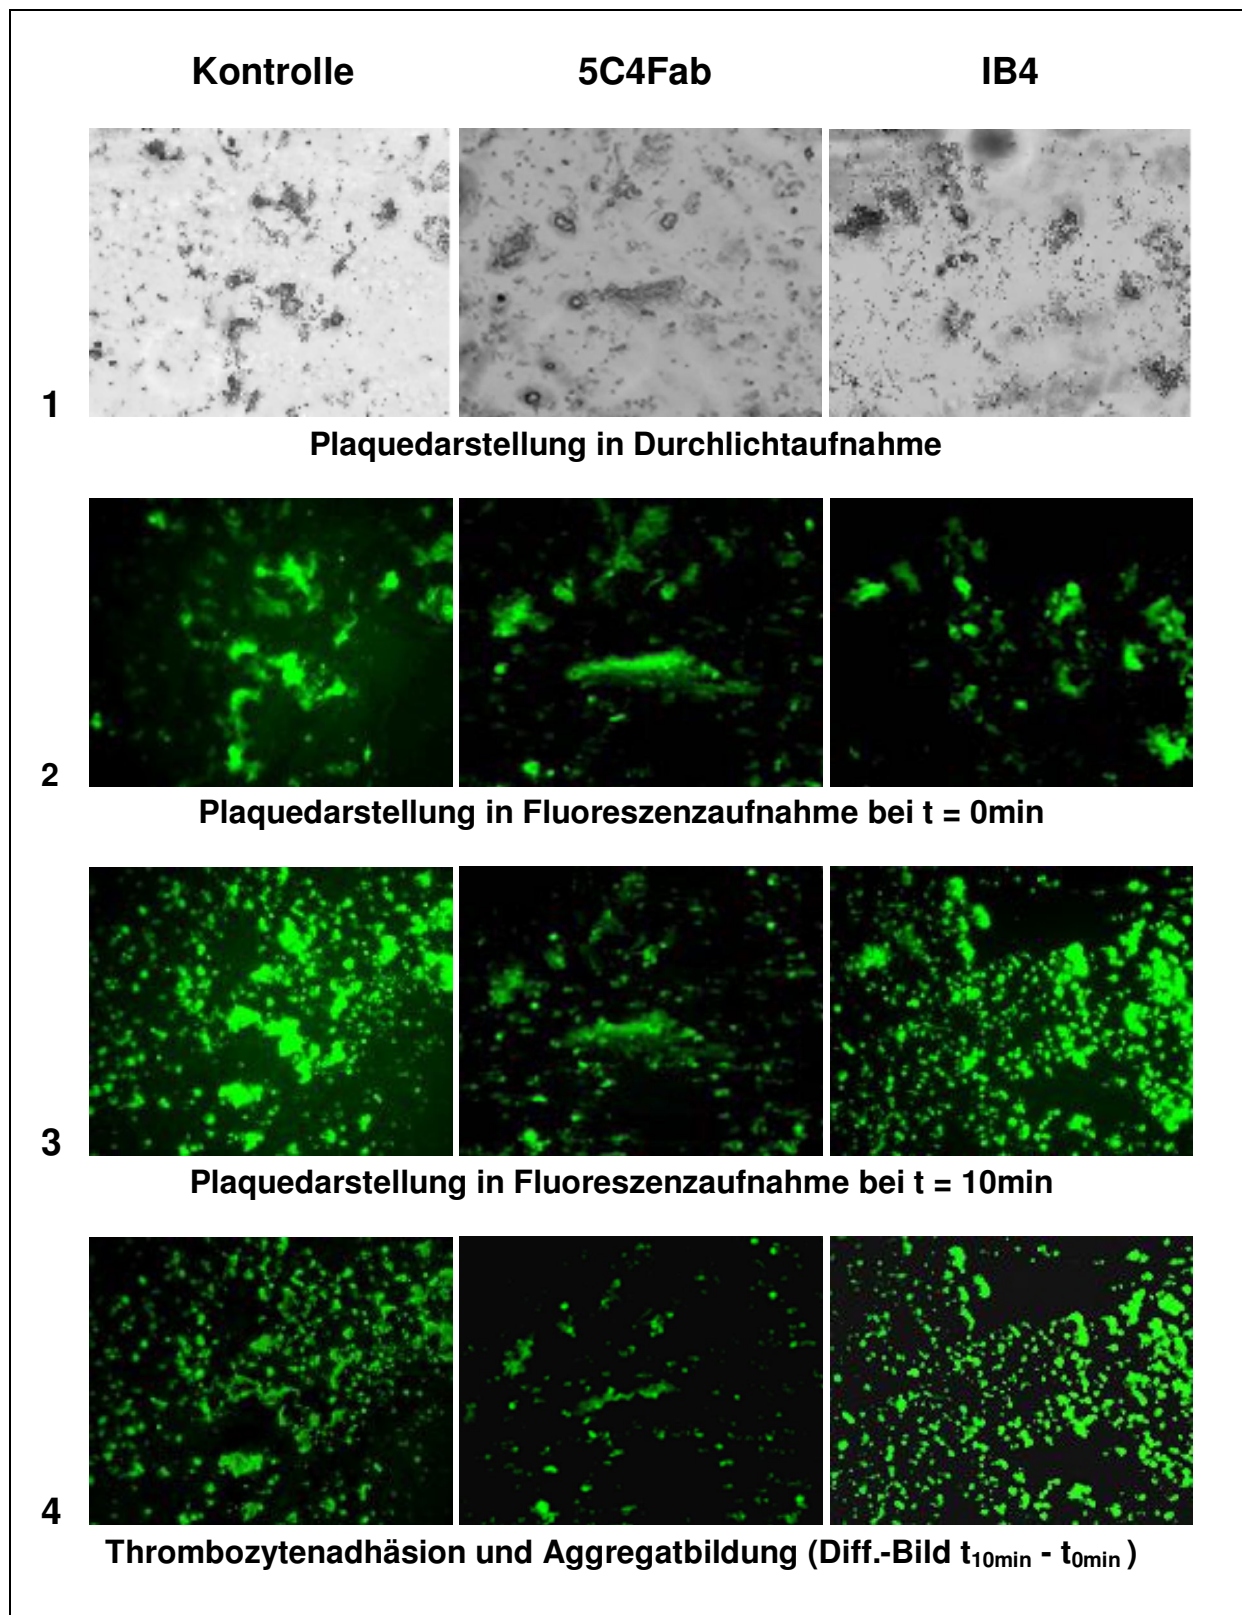 Kontrolle 5C4Fab IB4
1
Plaquedarstellung in Durchlichtaufnahme
2
Plaquedarstellung in Fluoreszenzaufnahme bei t = 0min
3
Plaquedarstellung in Fluoreszenzaufnahme bei t = 10min
4
Thrombozytenadhäsion und Aggregatbildung (Diff.-Bild t10min - t0min )